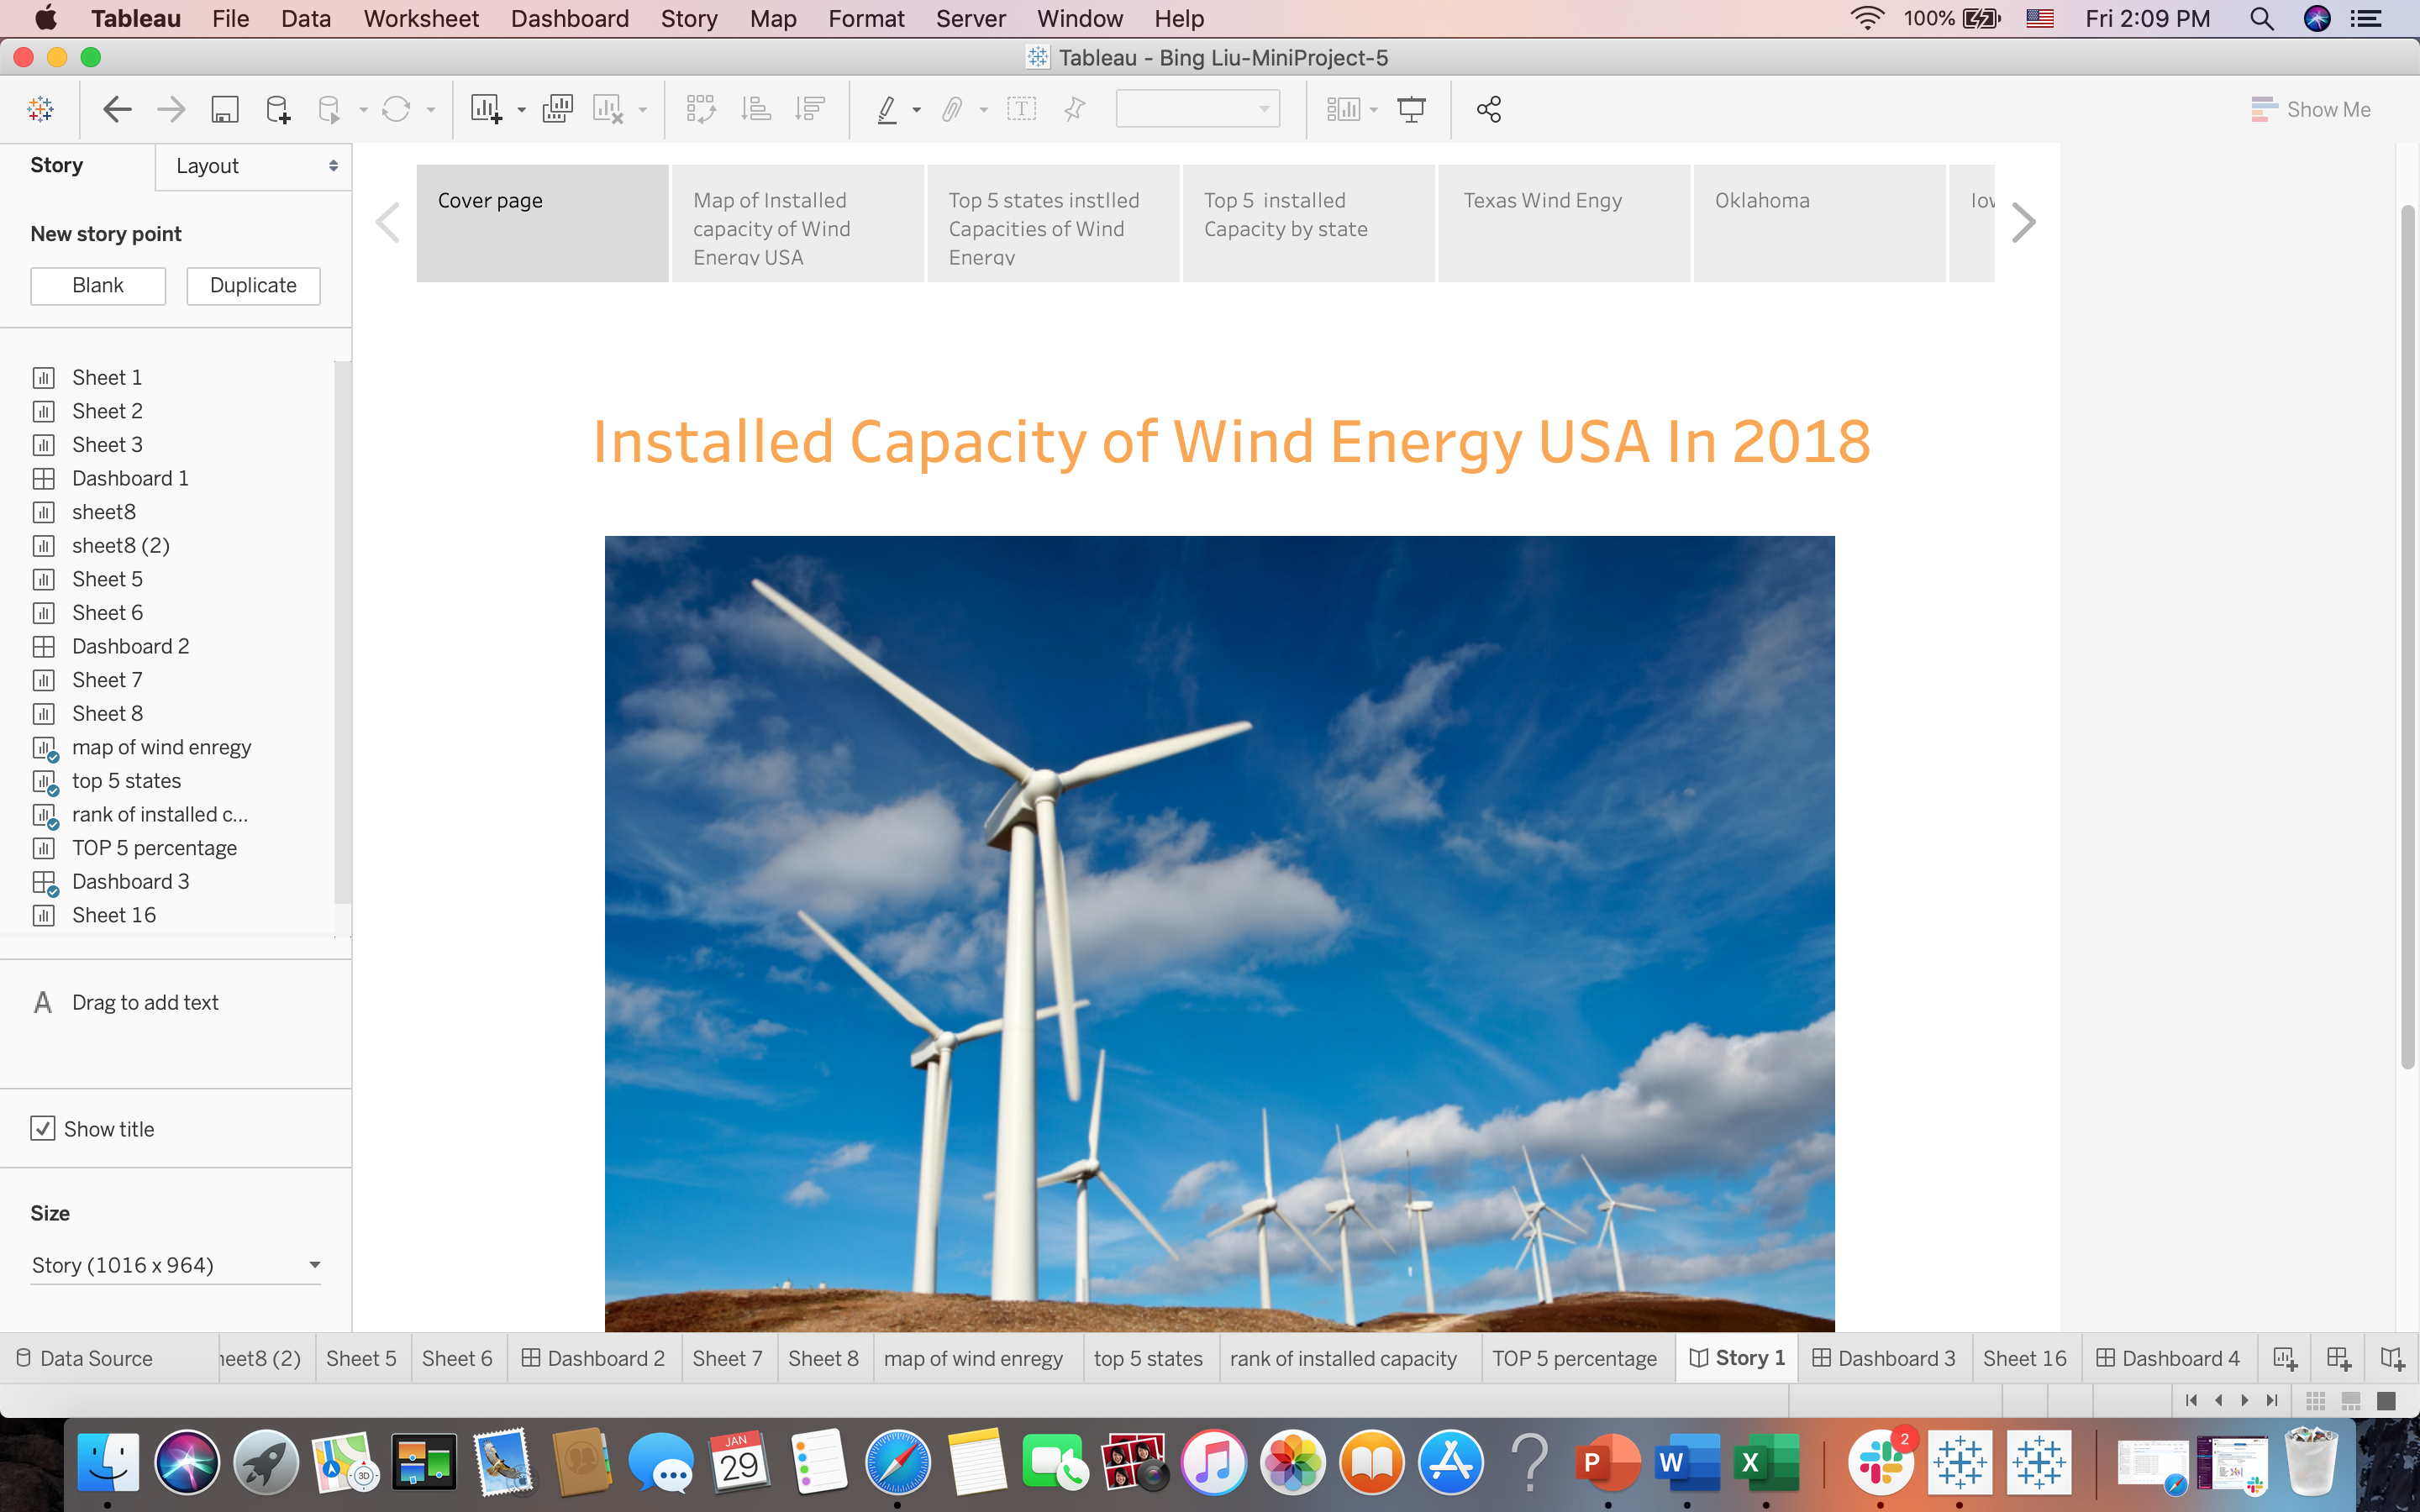 Tableau File Data Worksheet Dashboard Story Map Format Server Window Help 100% Fri 2:09 PM
Tableau - Bing Liu-MiniProject-5
Show Me
Story Layout
New story point
Blank Duplicate
Sheet 1
Sheet 2
Sheet 3
Dashboard 1
sheet8
sheet8 (2)
Sheet 5
Sheet 6
Dashboard 2
Sheet 7
Sheet 8
map of wind enregy
top 5 states
rank of installed c...
TOP 5 percentage
Dashboard 3
Sheet 16
A Drag to add text
Show title
Size
Story (1016 x 964)
Cover page
Map of Installed
capacity of Wind
Energy USA
Top 5 states instlled
Capacities of Wind
Energy
Top 5 installed
Capacity by state
Texas Wind Engy
Oklahoma
Installed Capacity of Wind Energy USA In 2018
Data Source heet8 (2) Sheet 5 Sheet 6 Dashboard 2 Sheet 7 Sheet 8 map of wind enregy top 5 states rank of installed capacity TOP 5 percentage Story 1 Dashboard 3 Sheet 16 Dashboard 4
3D
JAN
29
?
P
W
X
2